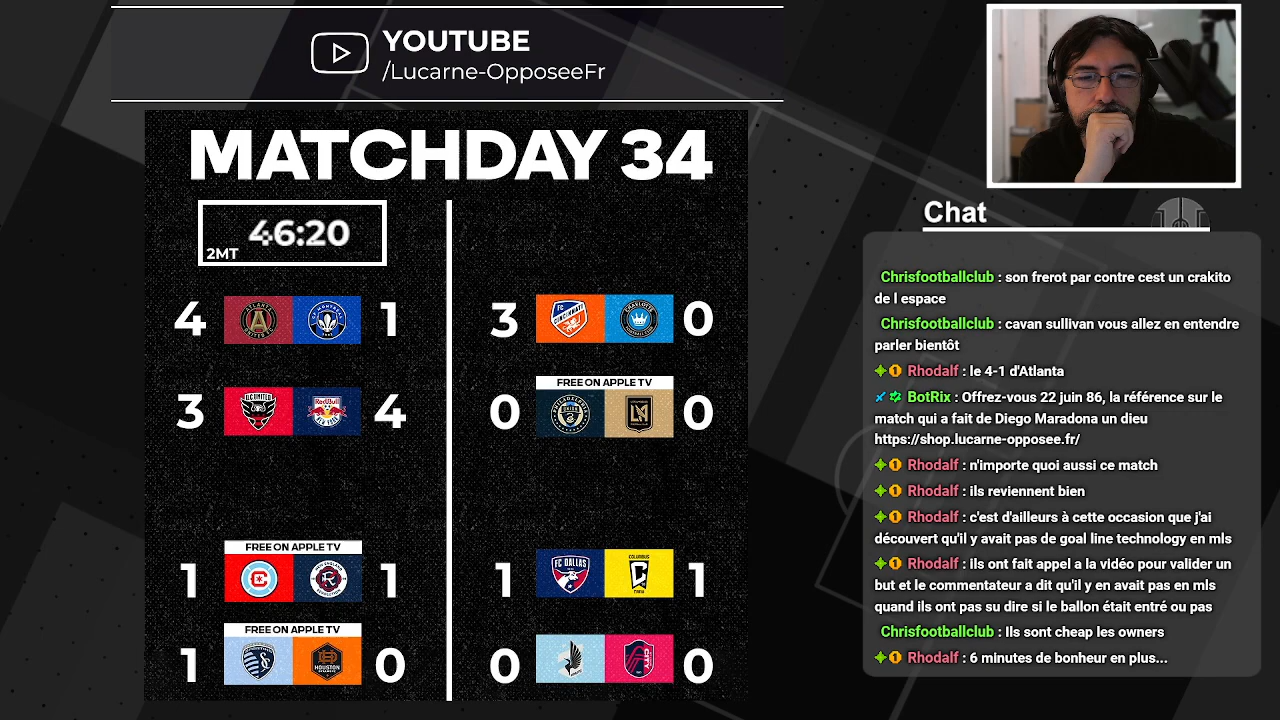 YOUTUBE
/Lucarne-OpposeeFr
MATCHDAY 34
2MT 46:20
4 1
3 0
FREE ON APPLE TV
3 4
0 0
FREE ON APPLE TV
1 1
1 1
FREE ON APPLE TV
1 0
0 0
Chat
Chrisfootballclub : son frerot par contre cest un crakito
de l espace
Chrisfootballclub : cavan sullivan vous allez en entendre
parler bientôt
Rhodalf : le 4-1 d'Atlanta
BotRix : Offrez-vous 22 juin 86, la référence sur le
match qui a fait de Diego Maradona un dieu
https://shop.lucarne-opposee.fr/
Rhodalf : n'importe quoi aussi ce match
Rhodalf : ils reviennent bien
Rhodalf : c'est d'ailleurs à cette occasion que j'ai
découvert qu'il y avait pas de goal line technology en mls
Rhodalf : ils ont fait appel a la vidéo pour valider un
but et le commentateur a dit qu'il y en avait pas en mls
quand ils ont pas su dire si le ballon était entré ou pas
Chrisfootballclub : Ils sont cheap les owners
Rhodalf : 6 minutes de bonheur en plus...